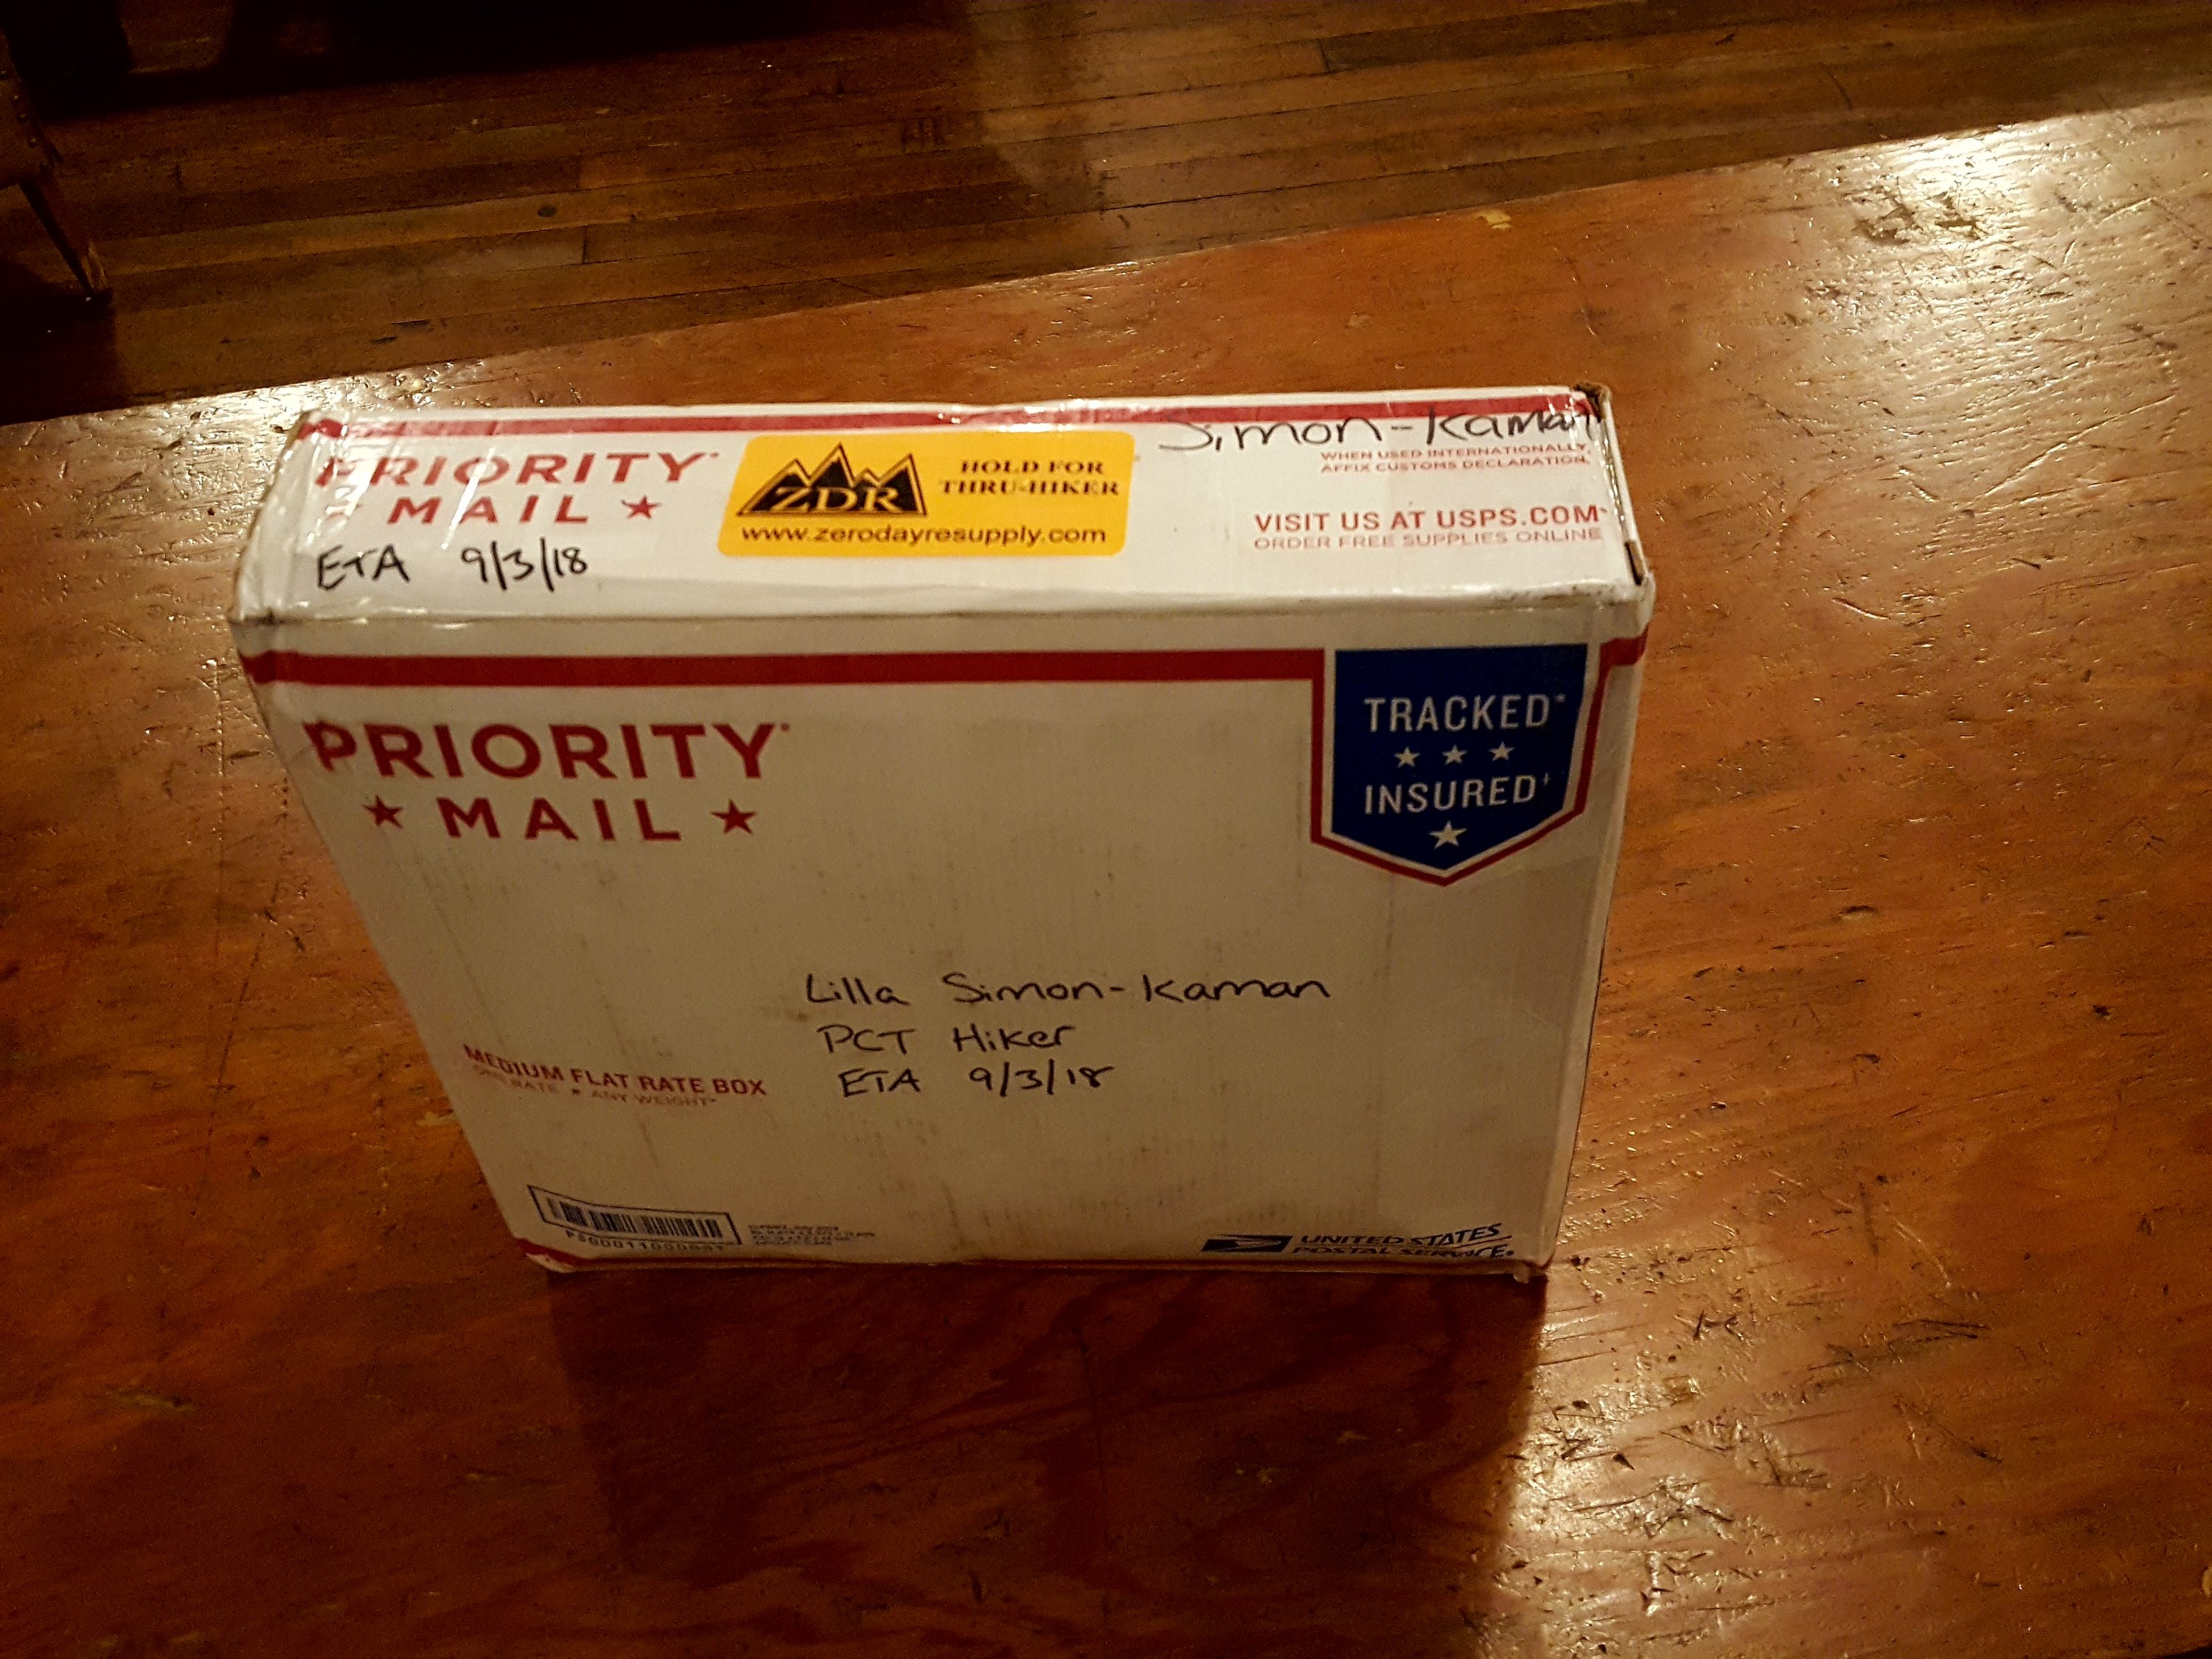 Simon-Kaman
PRIORITY
MAIL
ETA 9/3/18
ZDR
HOLD FOR
THRU-HIKER
www.zerodayresupply.com
WHEN USED INTERNATIONALLY,
AFFIX CUSTOMS DECLARATION.
VISIT US AT USPS.COM
ORDER FREE SUPPLIES ONLINE
PRIORITY
MAIL
TRACKED
INSURED
Lilla Simon-Kaman
PCT Hiker
ETA 9/3/18
MEDIUM FLAT RATE BOX
ONE RATE ★ ANY WEIGHT
UNITED STATES
POSTAL SERVICE